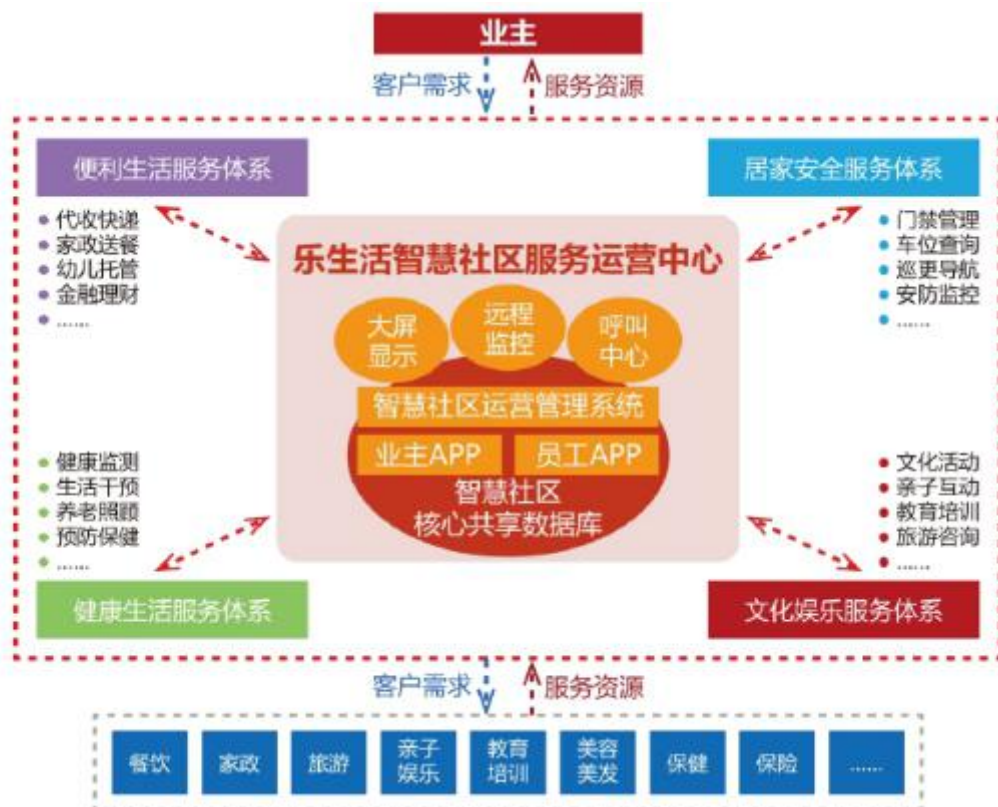 业主
客户需求
服务资源
便利生活服务体系
代收快递
家政送餐
幼儿托管
金融理财
......
居家安全服务体系
门禁管理
车位查询
巡更导航
安防监控
......
乐生活智慧社区服务运营中心
大屏
显示
远程
监控
呼叫
中心
智慧社区运营管理系统
业主APP
员工APP
智慧社区
核心共享数据库
健康监测
生活干预
养老照顾
预防保健
......
健康生活服务体系
文化活动
亲子互动
教育培训
旅游咨询
......
文化娱乐服务体系
客户需求
服务资源
餐饮
家政
旅游
亲子
娱乐
教育
培训
美容
美发
保健
保险
......